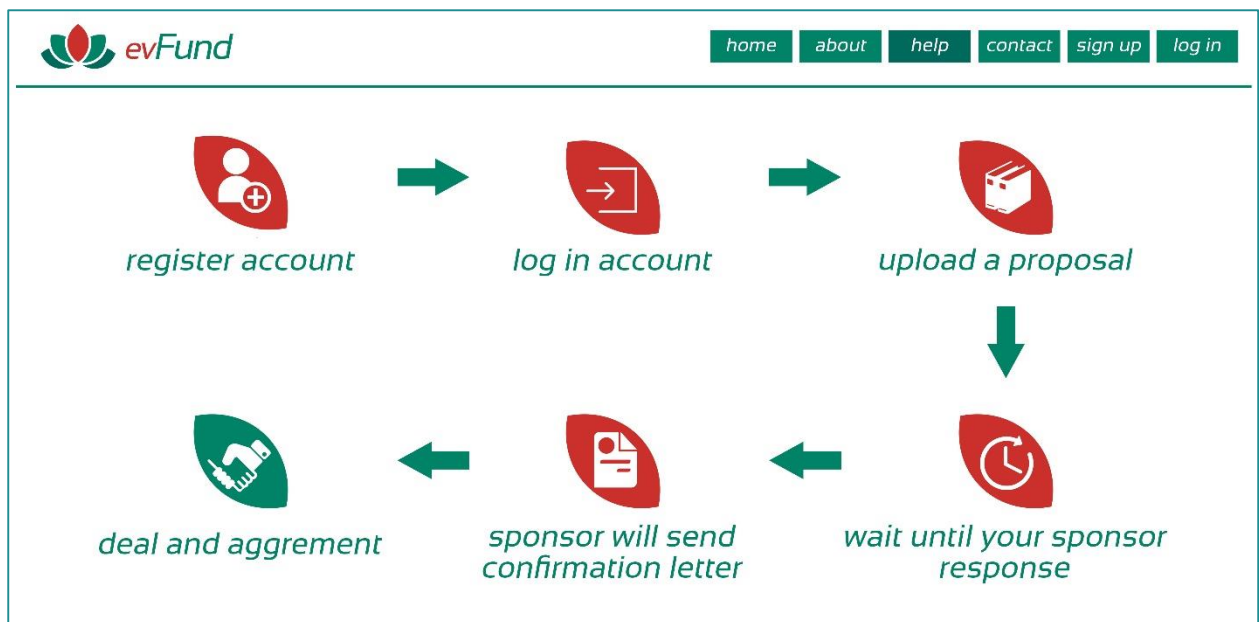 evFund
home about help contact sign up log in
register account
log in account
upload a proposal
deal and aggrement
sponsor will send
confirmation letter
wait until your sponsor
response